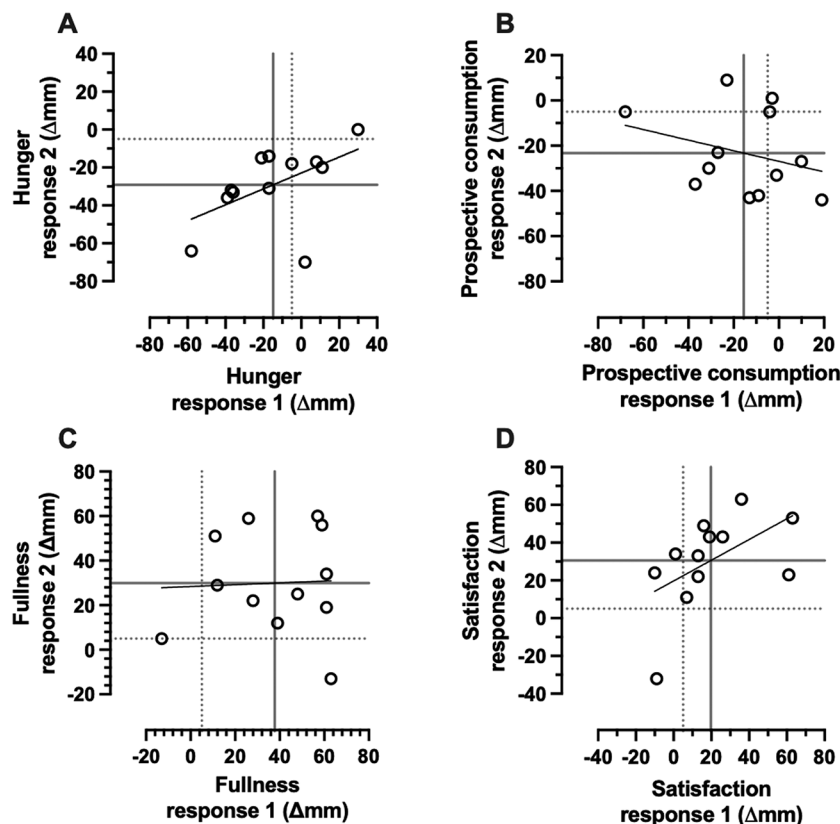 A
Hunger
response 2 (Δmm)
40
20
0
-20
-40
-60
-80
-80 -60 -40 -20 0 20 40
Hunger
response 1 (Δmm)
B
Prospective consumption
response 2 (Δmm)
20
0
-20
-40
-60
-80
-80 -60 -40 -20 0 20
Prospective consumption
response 1 (Δmm)
C
Fullness
response 2 (Δmm)
80
60
40
20
0
-20
-20 0 20 40 60 80
Fullness
response 1 (Δmm)
D
Satisfaction
response 2 (Δmm)
80
60
40
20
0
-20
-40
-40 -20 0 20 40 60 80
Satisfaction
response 1 (Δmm)